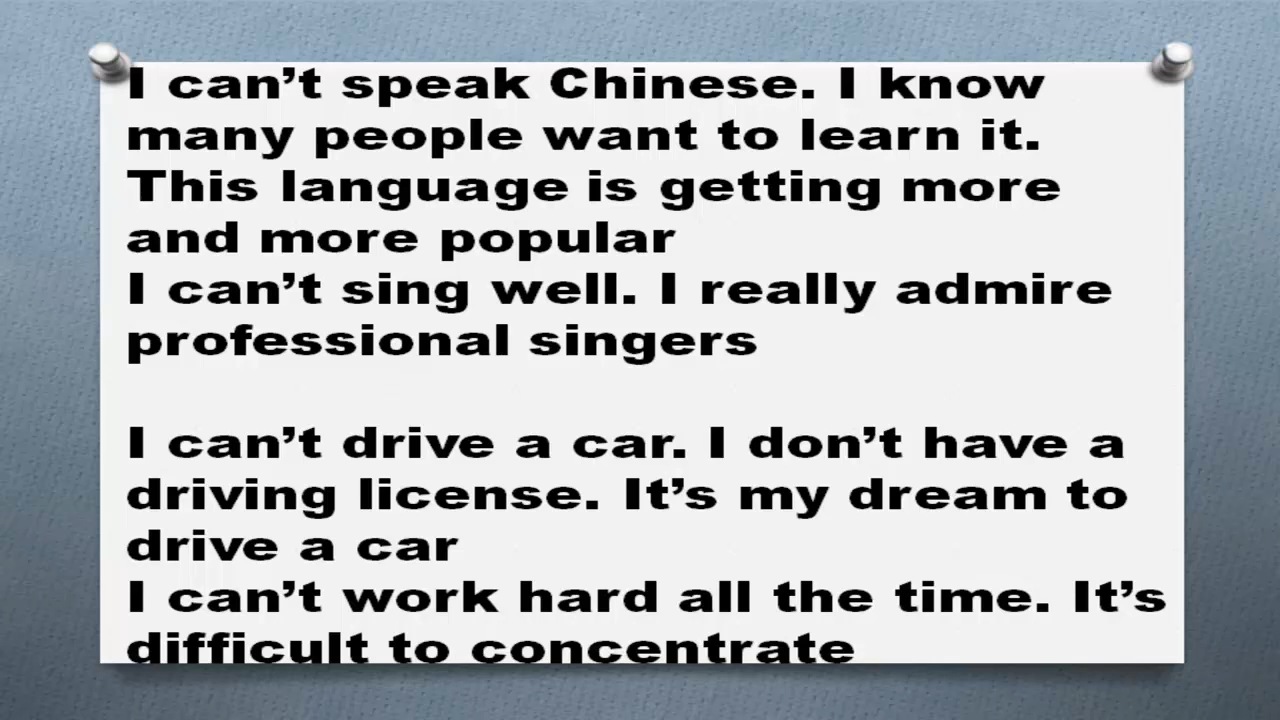 I can’t speak Chinese. I know
many people want to learn it.
This language is getting more
and more popular
I can’t sing well. I really admire
professional singers
I can’t drive a car. I don’t have a
driving license. It’s my dream to
drive a car
I can’t work hard all the time. It’s
difficult to concentrate